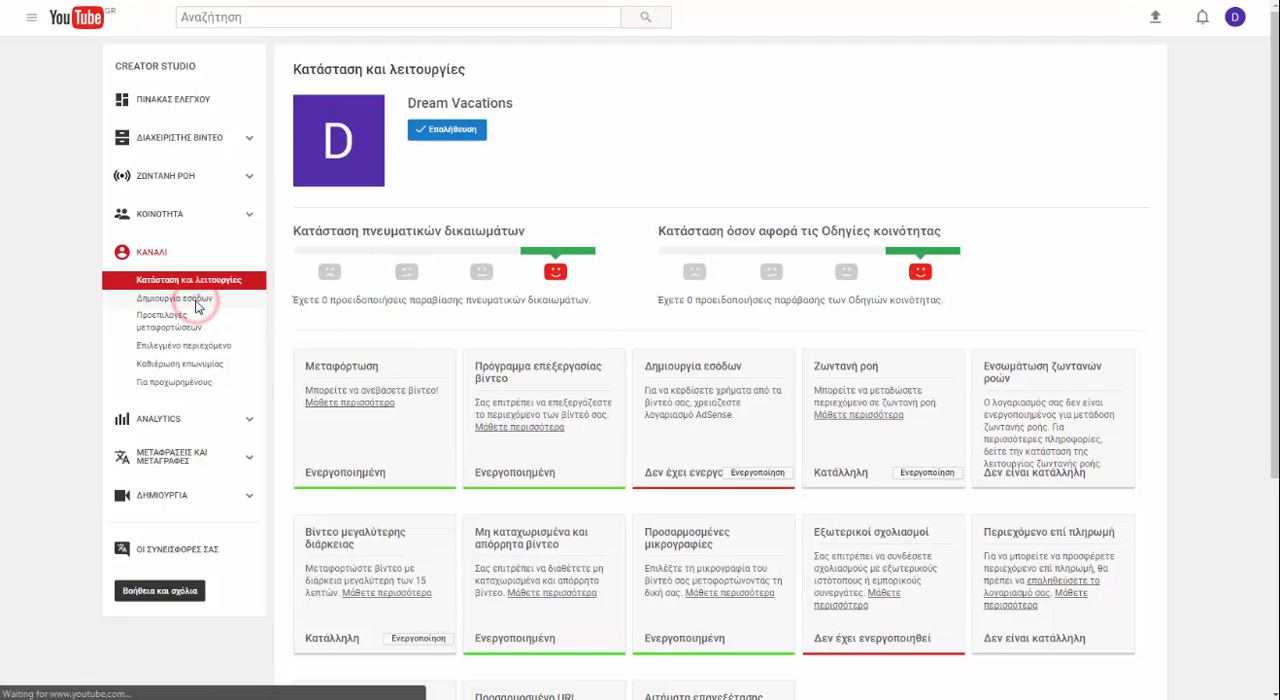 YouTube GR
Αναζήτηση
D
CREATOR STUDIO
ΠΙΝΑΚΑΣ ΕΛΕΓΧΟΥ
ΔΙΑΧΕΙΡΙΣΤΗΣ ΒΙΝΤΕΟ
ΖΩΝΤΑΝΗ ΡΟΗ
ΚΟΙΝΟΤΗΤΑ
ΚΑΝΑΛΙ
Κατάσταση και λειτουργίες
Δημιουργία εσόδων
Προεπιλογές
μεταφορτώσεων
Επιλεγμένο περιεχόμενο
Καθιέρωση επωνυμίας
Για προχωρημένους
ANALYTICS
ΜΕΤΑΦΡΑΣΕΙΣ ΚΑΙ
ΜΕΤΑΓΡΑΦΕΣ
ΔΗΜΙΟΥΡΓΙΑ
ΟΙ ΣΥΝΕΙΣΦΟΡΕΣ ΣΑΣ
Βοήθεια και σχόλια
Κατάσταση και λειτουργίες
D
Dream Vacations
Επαλήθευση
Κατάσταση πνευματικών δικαιωμάτων
Έχετε 0 προειδοποιήσεις παραβίασης πνευματικών δικαιωμάτων.
Κατάσταση όσον αφορά τις Οδηγίες κοινότητας
Έχετε 0 προειδοποιήσεις παράβασης των Οδηγιών κοινότητας.
Μεταφόρτωση
Μπορείτε να ανεβάσετε βίντεο!
Μάθετε περισσότερα
Ενεργοποιημένη
Πρόγραμμα επεξεργασίας
βίντεο
Σας επιτρέπει να επεξεργάζεστε
το περιεχόμενο των βίντεό σας.
Μάθετε περισσότερα
Ενεργοποιημένη
Δημιουργία εσόδων
Για να κερδίσετε χρήματα από τα
βίντεό σας, χρειάζεστε
λογαριασμό AdSense.
Δεν έχει ενεργο Ενεργοποίηση
Ζωντανή ροή
Μπορείτε να μεταδώσετε
περιεχόμενο σε ζωντανή ροή.
Μάθετε περισσότερα
Κατάλληλη Ενεργοποίηση
Ενσωμάτωση ζωντανών
ροών
Ο λογαριασμός σας δεν είναι
ενεργοποιημένος για μετάδοση
ζωντανής ροής. Για
περισσότερες πληροφορίες,
δείτε την κατάσταση της
λειτουργίας ζωντανής ροής.
Δεν είναι κατάλληλη
Βίντεο μεγαλύτερης
διάρκειας
Μεταφορτώστε βίντεο με
διάρκεια μεγαλύτερη των 15
λεπτών. Μάθετε περισσότερα
Κατάλληλη Ενεργοποίηση
Μη καταχωρισμένα και
απόρρητα βίντεο
Σας επιτρέπει να διαθέτετε μη
καταχωρισμένα και απόρρητα
βίντεο. Μάθετε περισσότερα
Ενεργοποιημένη
Προσαρμοσμένες
μικρογραφίες
Επιλέξτε τη μικρογραφία του
βίντεό σας μεταφορτώνοντας τη
δική σας. Μάθετε περισσότερα
Ενεργοποιημένη
Εξωτερικοί σχολιασμοί
Σας επιτρέπει να συνδέσετε
σχολιασμούς με εξωτερικούς
ιστότοπους ή εμπορικούς
συνεργάτες. Μάθετε
περισσότερα
Δεν έχει ενεργοποιηθεί
Περιεχόμενο επί πληρωμή
Για να μπορείτε να προσφέρετε
περιεχόμενο επί πληρωμή, θα
πρέπει να επαληθεύσετε το
λογαριασμό σας. Μάθετε
περισσότερα
Δεν είναι κατάλληλη
Προσαρμοσμένο URL
Αιτήματα επανεξέτασης
Waiting for www.youtube.com...